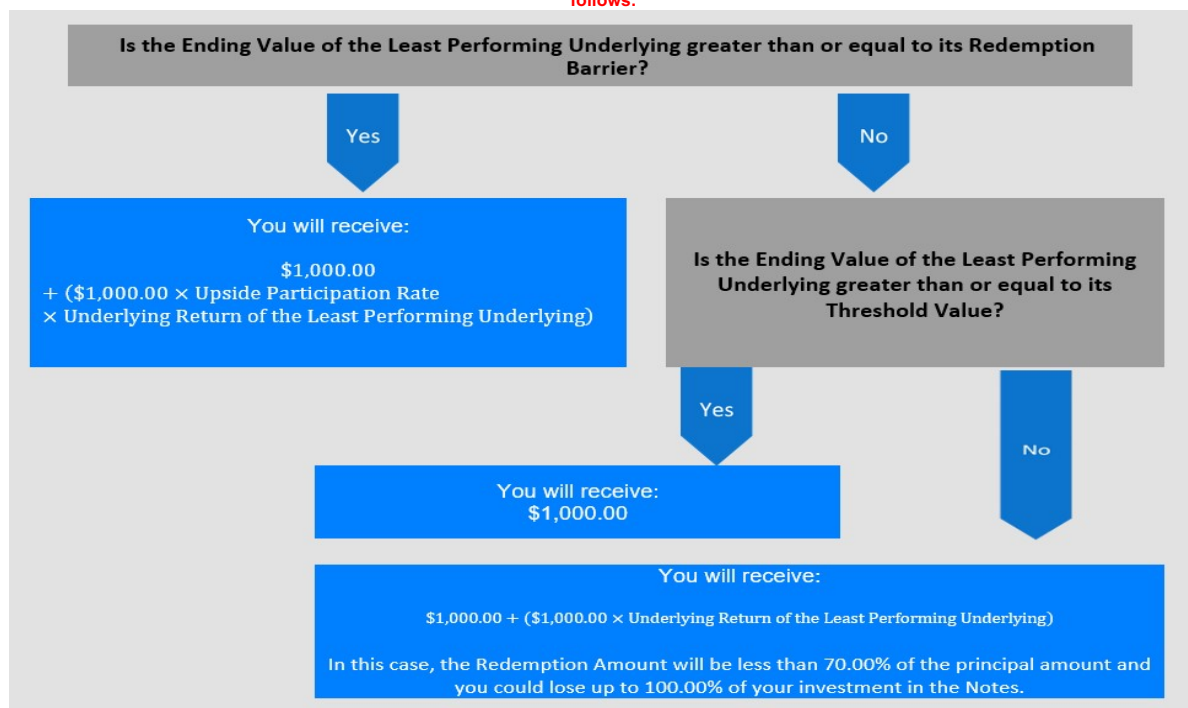 follows:
Is the Ending Value of the Least Performing Underlying greater than or equal to its Redemption
Barrier?
Yes
No
You will receive:
$1,000.00
+ ($1,000.00 × Upside Participation Rate
× Underlying Return of the Least Performing Underlying)
Is the Ending Value of the Least Performing
Underlying greater than or equal to its
Threshold Value?
Yes
No
You will receive:
$1,000.00
You will receive:
$1,000.00 + ($1,000.00 × Underlying Return of the Least Performing Underlying)
In this case, the Redemption Amount will be less than 70.00% of the principal amount and
you could lose up to 100.00% of your investment in the Notes.